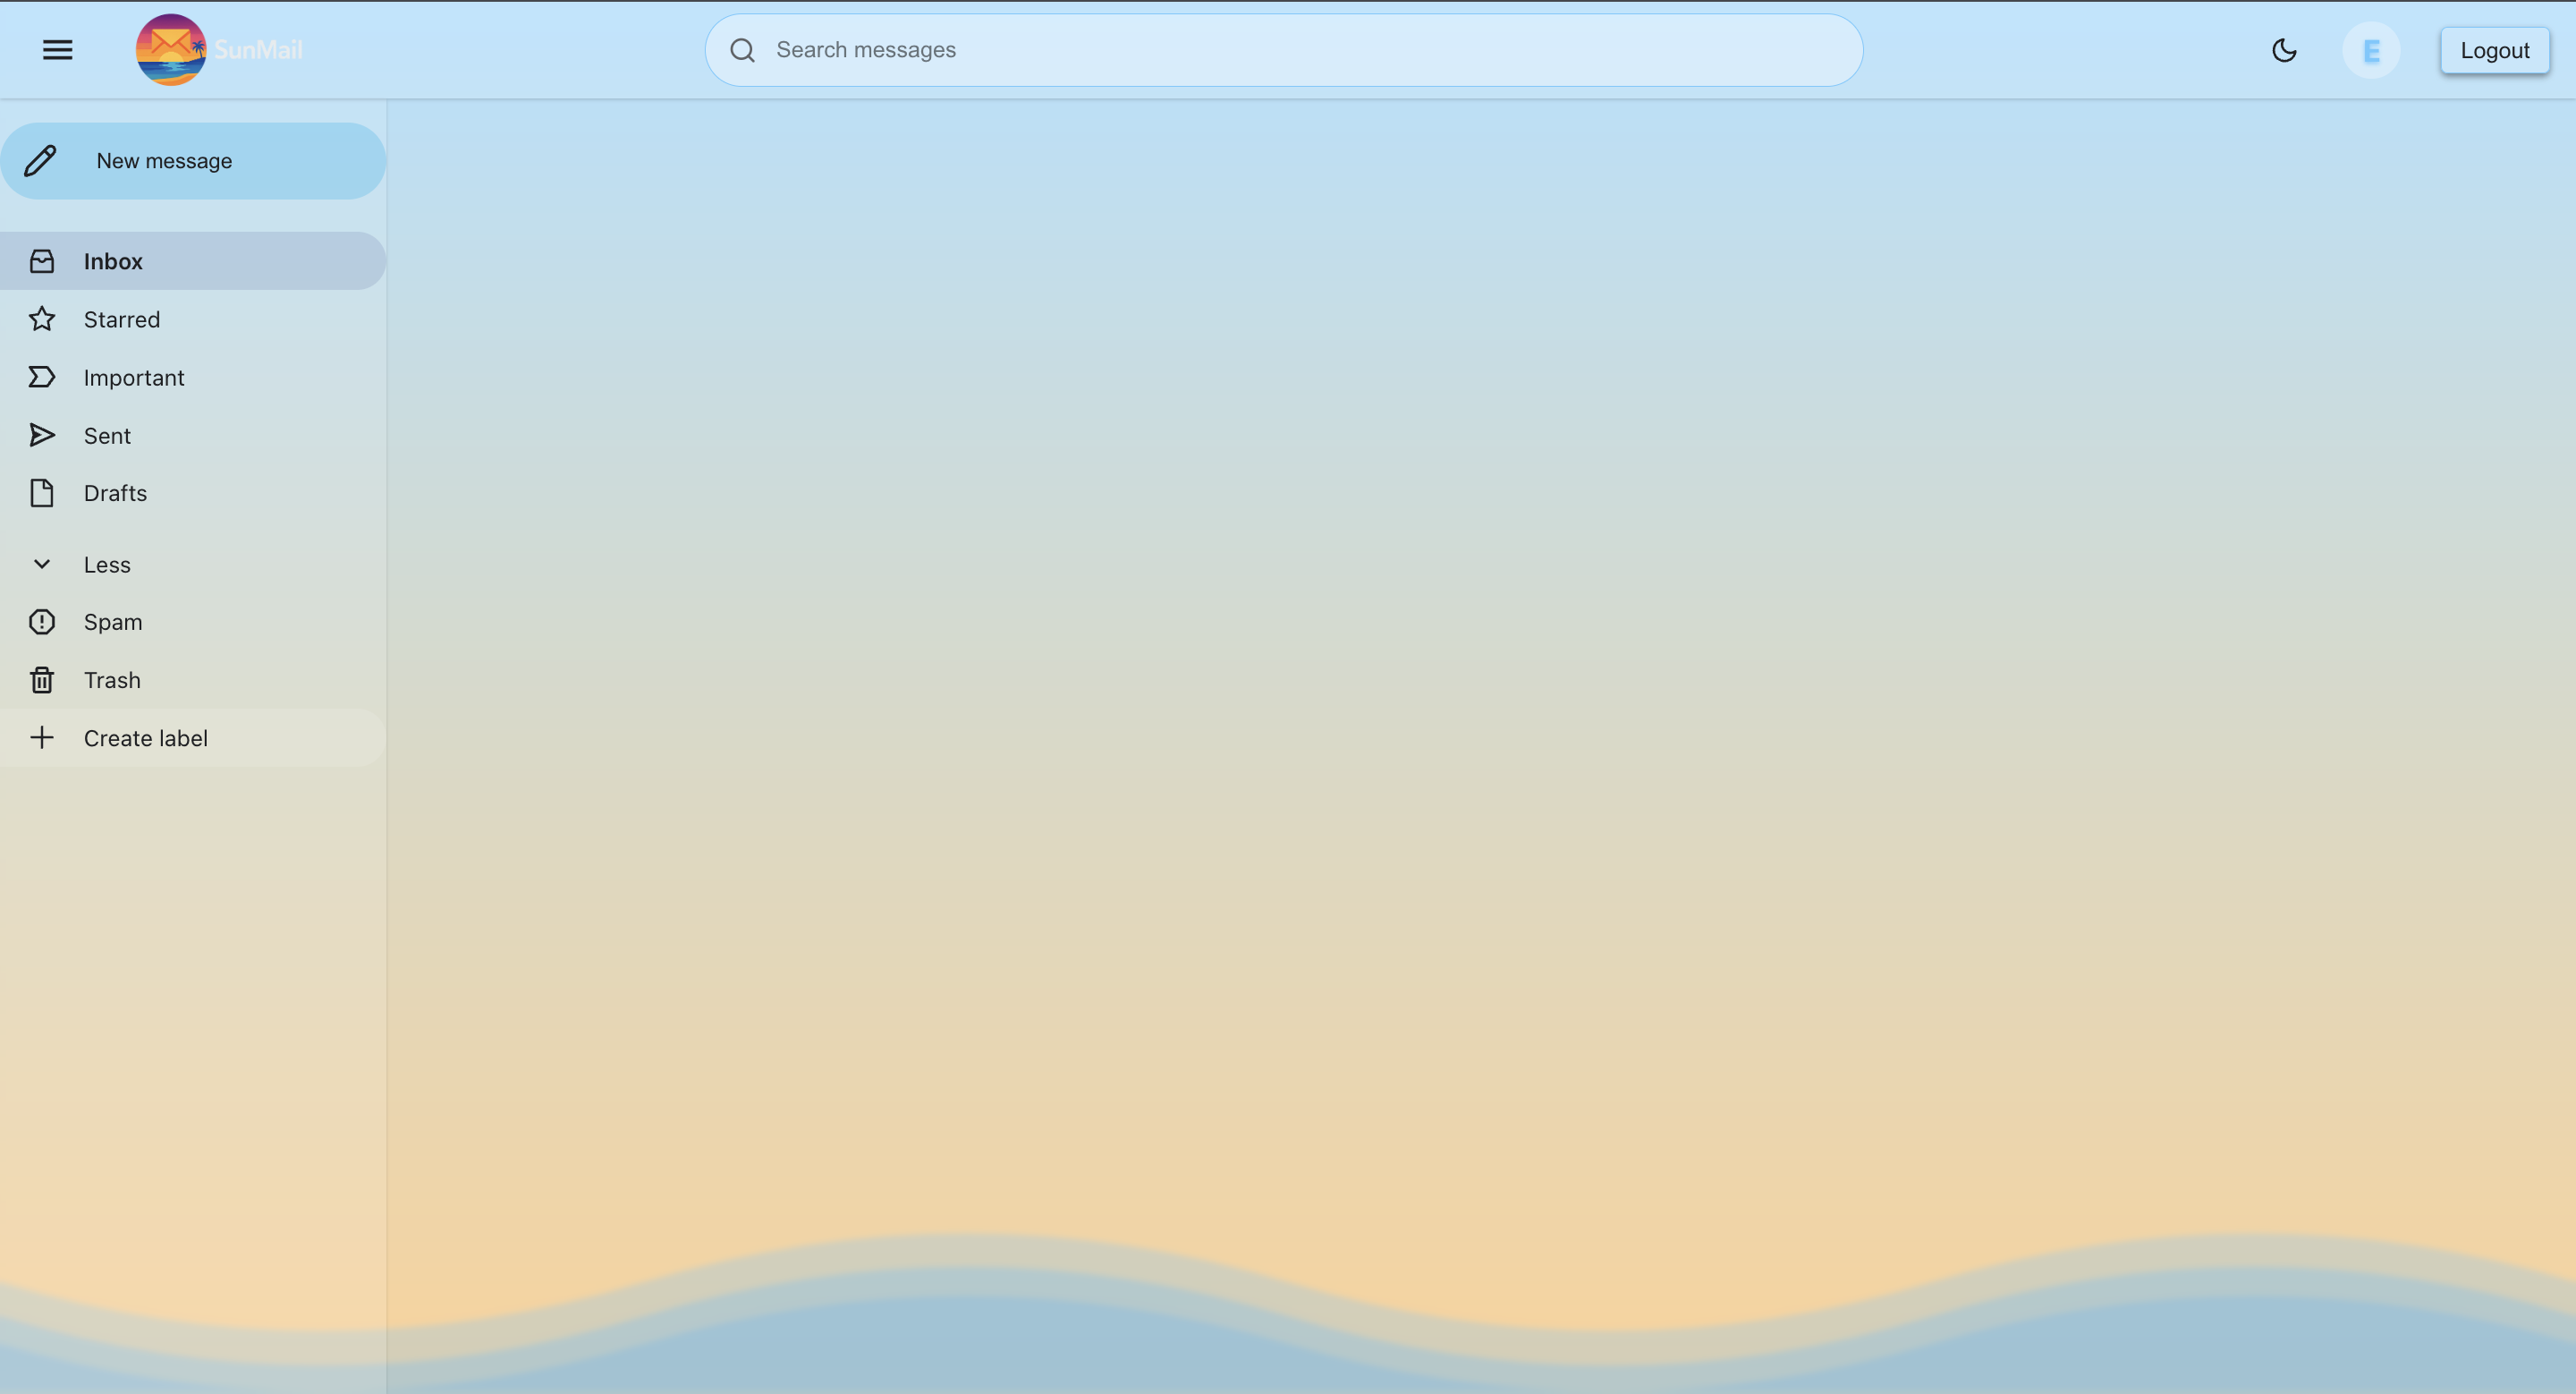 SunMail
Search messages
E
Logout
New message
Inbox
Starred
Important
Sent
Drafts
Less
Spam
Trash
Create label